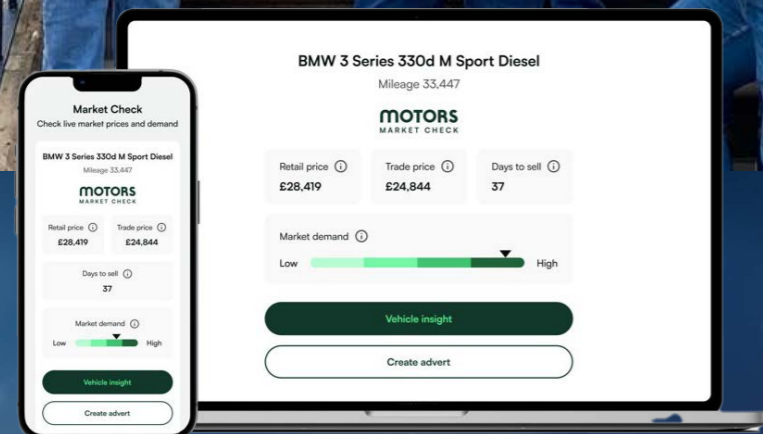 Market Check
Check live market prices and demand
BMW 3 Series 330d M Sport Diesel
Mileage 33,447
MOTORS
MARKET CHECK
Retail price
Trade price
£28,419
£24,844
Days to sell
37
Market demand
Low
High
Vehicle insight
Create advert
BMW 3 Series 330d M Sport Diesel
Mileage 33,447
MOTORS
MARKET CHECK
Retail price
Trade price
Days to sell
£28,419
£24,844
37
Market demand
Low
High
Vehicle insight
Create advert